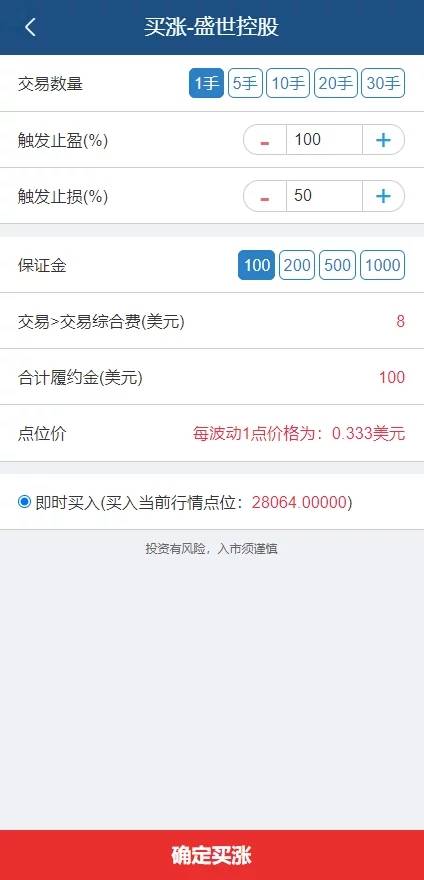 买涨-盛世控股
交易数量 1手 5手 10手 20手 30手
触发止盈(%) - 100 +
触发止损(%) - 50 +
保证金 100 200 500 1000
交易>交易综合费(美元) 8
合计履约金(美元) 100
点位价 每波动1点价格为：0.333美元
即时买入(买入当前行情点位：28064.00000)
投资有风险，入市须谨慎
确定买涨